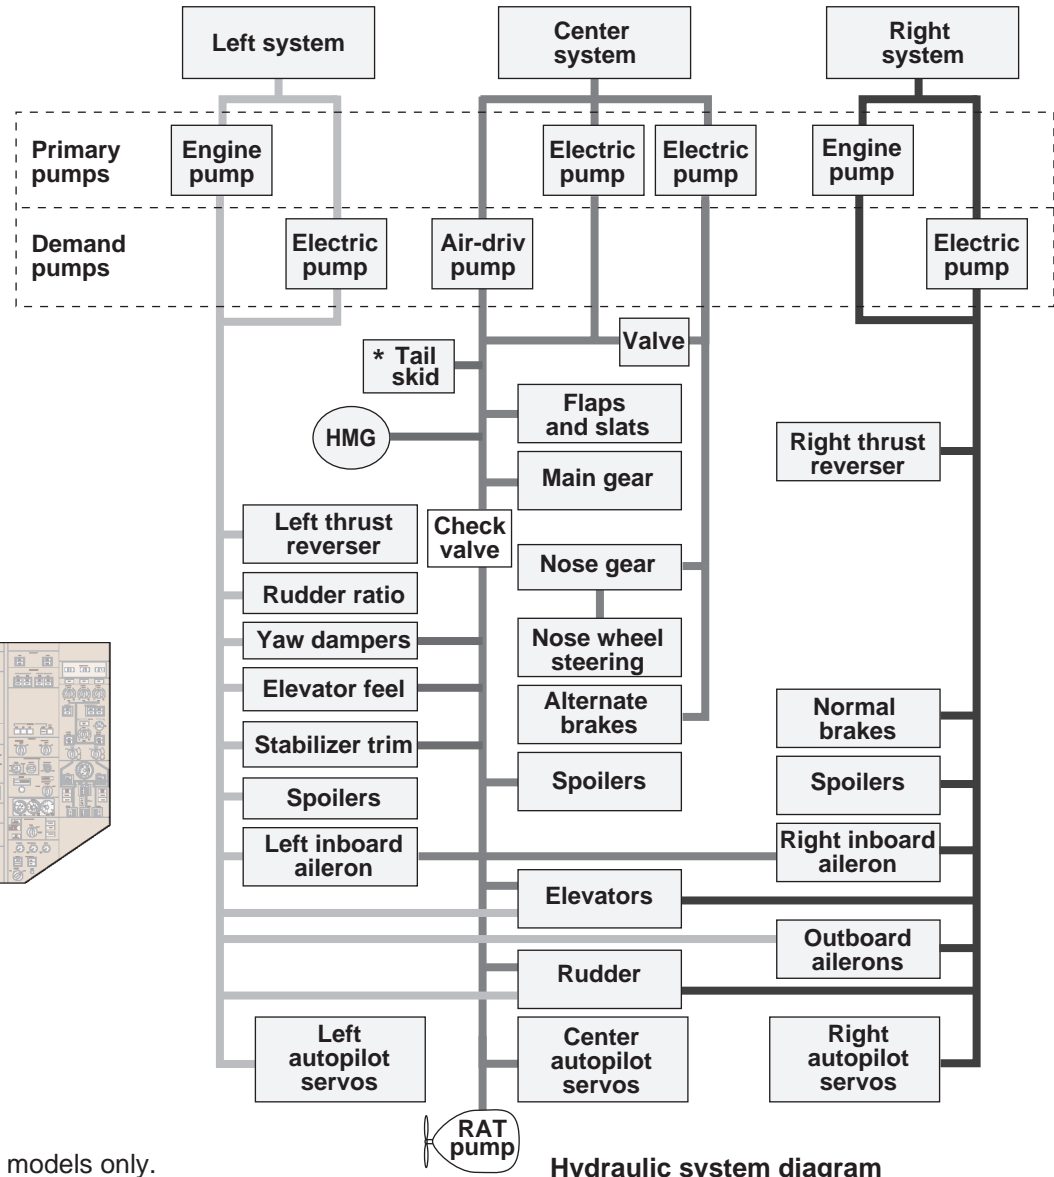 Left system
Center
system
Right
system
Primary
pumps
Engine
pump
Electric
pump
Electric
pump
Engine
pump
Demand
pumps
Electric
pump
Air-driv
pump
Electric
pump
Valve
* Tail
skid
HMG
Flaps
and slats
Main gear
Right thrust
reverser
Left thrust
reverser
Check
valve
Nose gear
Rudder ratio
Yaw dampers
Nose wheel
steering
Elevator feel
Alternate
brakes
Normal
brakes
Stabilizer trim
Spoilers
Spoilers
Spoilers
Left inboard
aileron
Right inboard
aileron
Elevators
Outboard
ailerons
Rudder
Left
autopilot
servos
Center
autopilot
servos
Right
autopilot
servos
RAT
pump
models only.
Hydraulic system diagram